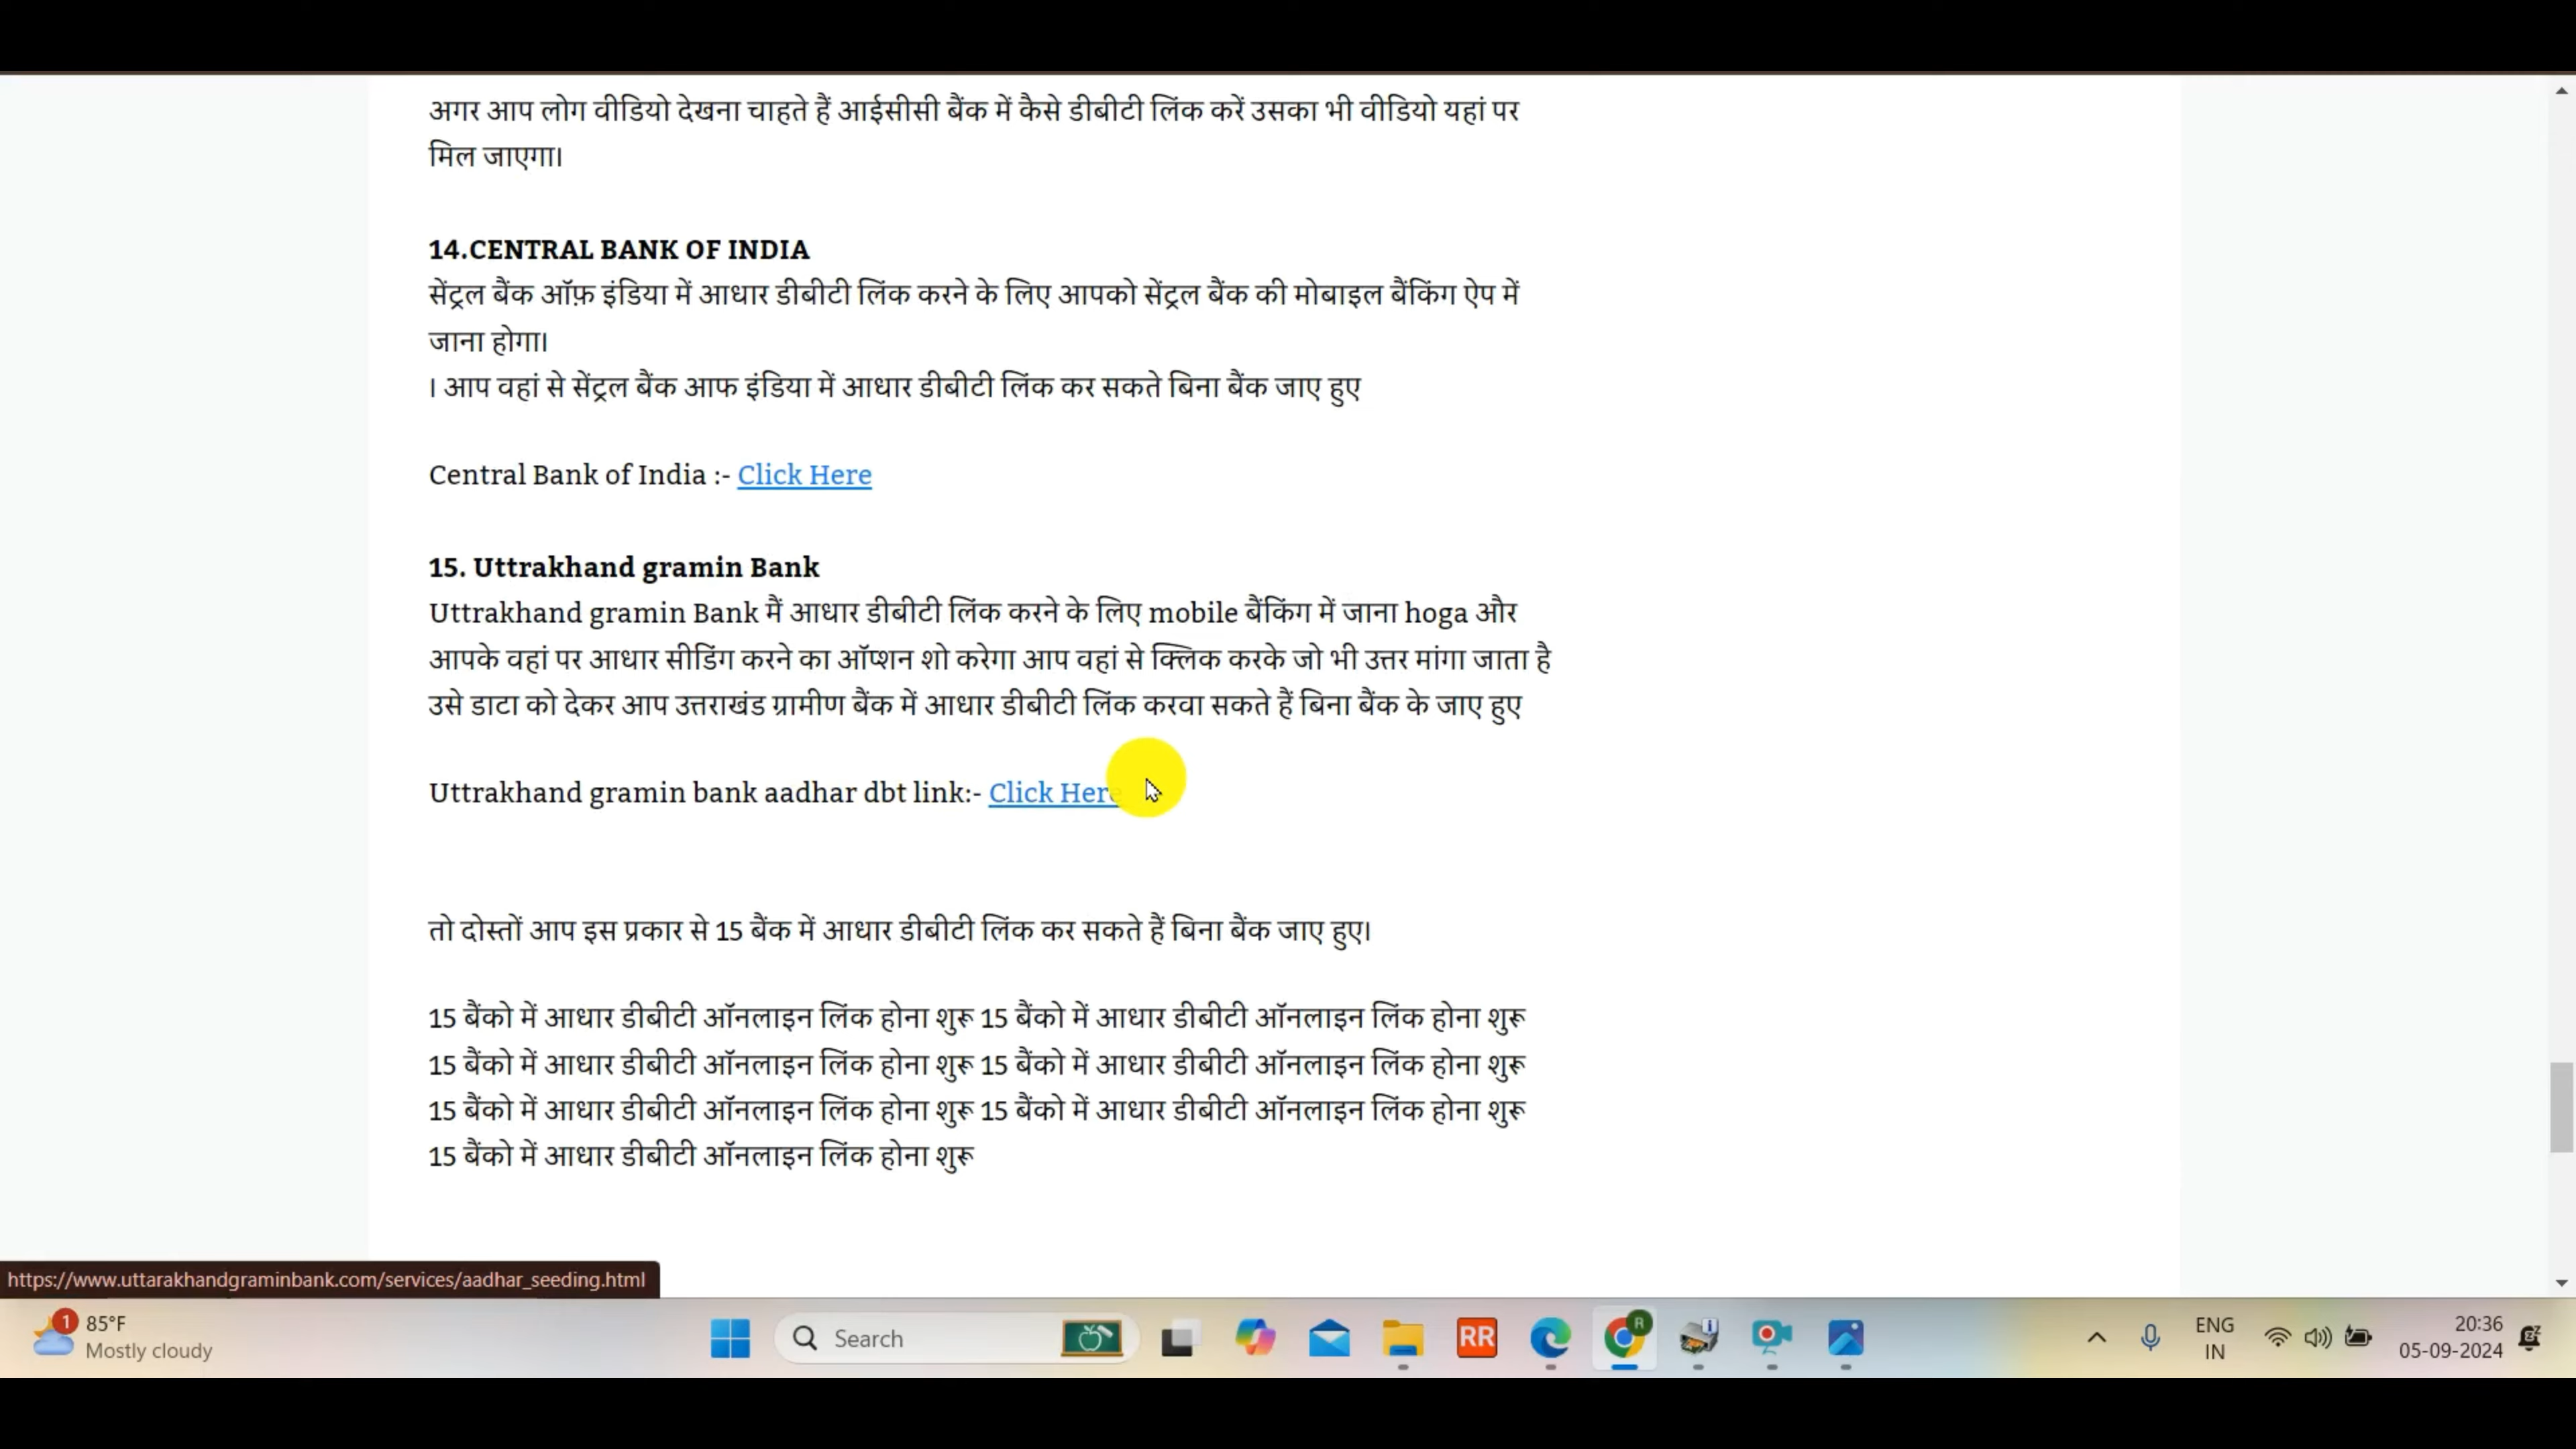 अगर आप लोग वीडियो देखना चाहते हैं आईसीसी बैंक में कैसे डीबीटी लिंक करें उसका भी वीडियो यहां पर
मिल जाएगा।
14.CENTRAL BANK OF INDIA
सेंट्रल बैंक ऑफ़ इंडिया में आधार डीबीटी लिंक करने के लिए आपको सेंट्रल बैंक की मोबाइल बैंकिंग ऐप में
जाना होगा।
। आप वहां से सेंट्रल बैंक आफ इंडिया में आधार डीबीटी लिंक कर सकते बिना बैंक जाए हुए
Central Bank of India :- Click Here
15. Uttrakhand gramin Bank
Uttrakhand gramin Bank मैं आधार डीबीटी लिंक करने के लिए mobile बैंकिंग में जाना hoga और
आपके वहां पर आधार सीडिंग करने का ऑप्शन शो करेगा आप वहां से क्लिक करके जो भी उत्तर मांगा जाता है
उसे डाटा को देकर आप उत्तराखंड ग्रामीण बैंक में आधार डीबीटी लिंक करवा सकते हैं बिना बैंक के जाए हुए
Uttrakhand gramin bank aadhar dbt link:- Click Here
तो दोस्तों आप इस प्रकार से 15 बैंक में आधार डीबीटी लिंक कर सकते हैं बिना बैंक जाए हुए।
15 बैंको में आधार डीबीटी ऑनलाइन लिंक होना शुरू 15 बैंको में आधार डीबीटी ऑनलाइन लिंक होना शुरू
15 बैंको में आधार डीबीटी ऑनलाइन लिंक होना शुरू 15 बैंको में आधार डीबीटी ऑनलाइन लिंक होना शुरू
15 बैंको में आधार डीबीटी ऑनलाइन लिंक होना शुरू 15 बैंको में आधार डीबीटी ऑनलाइन लिंक होना शुरू
15 बैंको में आधार डीबीटी ऑनलाइन लिंक होना शुरू
https://www.uttarakhandgraminbank.com/services/aadhar_seeding.html
1
85°F
Mostly cloudy
Search
RR
R
ENG
IN
20:36
05-09-2024